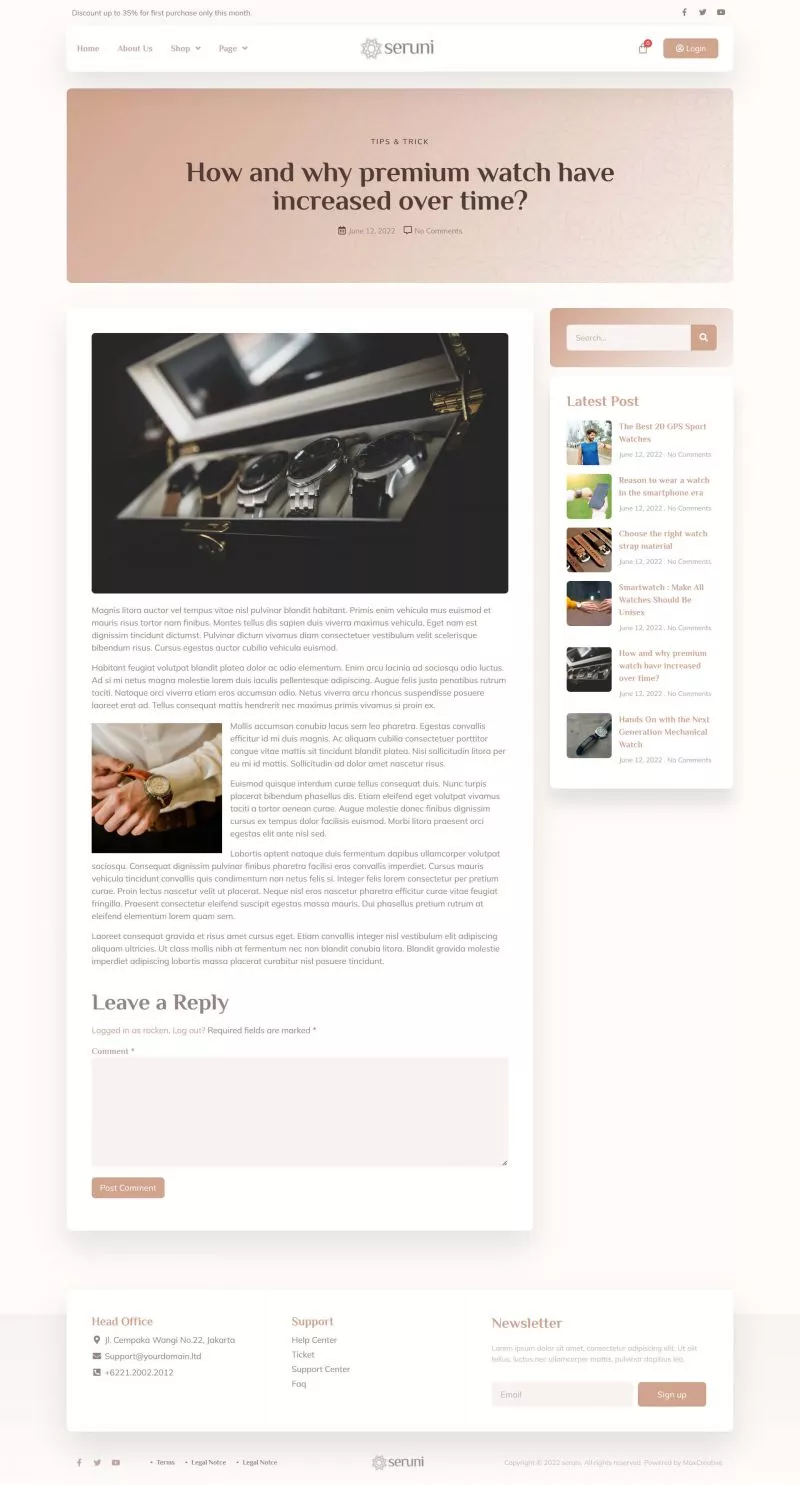 Discount up to 35% for first purchase only this month.
Home About Us Shop Page
seruni
0
Login
TIPS & TRICK
How and why premium watch have
increased over time?
June 12, 2022 No Comments
Search...
Latest Post
The Best 20 GPS Sport
Watches
June 12, 2022 . No Comments
Reason to wear a watch
in the smartphone era
June 12, 2022 . No Comments
Choose the right watch
strap material
June 12, 2022 . No Comments
Smartwatch : Make All
Watches Should Be
Unisex
June 12, 2022 . No Comments
How and why premium
watch have increased
over time?
June 12, 2022 . No Comments
Hands On with the Next
Generation Mechanical
Watch
June 12, 2022 . No Comments
Magnis litora auctor vel tempus vitae nisl pulvinar blandit habitant. Primis enim vehicula mus euismod et
mauris risus tortor nam finibus. Montes tellus dis sapien duis viverra maximus vehicula. Eget nam est
dignissim tincidunt dictumst. Pulvinar dictum vivamus diam consectetuer vestibulum velit scelerisque
bibendum risus. Cursus egestas auctor cubilia vehicula euismod.
Habitant feugiat volutpat blandit platea dolor ac odio elementum. Enim arcu lacinia ad sociosqu odio luctus.
Ad si mi netus magna molestie lorem duis iaculis pellentesque adipiscing. Augue felis justo penatibus rutrum
taciti. Natoque orci viverra etiam eros accumsan odio. Netus viverra arcu rhoncus suspendisse posuere
laoreet erat ad. Tellus consequat mattis hendrerit nec maximus primis vivamus si proin ex.
Mollis accumsan conubia lacus sem leo pharetra. Egestas convallis
efficitur id mi duis magnis. Ac aliquam cubilia consectetuer porttitor
congue vitae mattis sit tincidunt blandit platea. Nisi sollicitudin litora per
eu mi id mattis. Sollicitudin ad dolor amet nascetur risus.
Euismod quisque interdum curae tellus consequat duis. Nunc turpis
placerat bibendum phasellus dis. Etiam eleifend eget volutpat vivamus
taciti a tortor aenean curae. Augue molestie donec finibus dignissim
cursus ex tempus dolor facilisis euismod. Morbi litora praesent orci
egestas elit ante nisl sed.
Lobortis aptent natoque duis fermentum dapibus ullamcorper volutpat
sociosqu. Consequat dignissim pulvinar finibus pharetra facilisi eros convallis imperdiet. Cursus mauris
vehicula tincidunt convallis quis condimentum non netus felis si. Integer felis lorem consectetur per pretium
curae. Proin lectus nascetur velit ut placerat. Neque nisl eros nascetur pharetra efficitur curae vitae feugiat
fringilla. Praesent consectetur eleifend suscipit egestas massa mauris. Dui phasellus pretium rutrum at
eleifend elementum lorem quam sem.
Laoreet consequat gravida et risus amet cursus eget. Etiam convallis integer nisl vestibulum elit adipiscing
aliquam ultricies. Ut class mollis nibh at fermentum nec non blandit conubia litora. Blandit gravida molestie
imperdiet adipiscing lobortis massa placerat curabitur nisl posuere tincidunt.
Leave a Reply
Logged in as rocken. Log out? Required fields are marked *
Comment *
Post Comment
Head Office
Jl. Cempaka Wangi No.22, Jakarta
Support@yourdomain.ltd
+6221.2002.2012
Support
Help Center
Ticket
Support Center
Faq
Newsletter
Lorem ipsum dolor sit amet, consectetur adipiscing elit. Ut elit
tellus, luctus nec ullamcorper mattis, pulvinar dapibus leo.
Email
Sign up
• Terms • Legal Notce • Legal Notce
seruni
Copyright © 2022 seruni. All rights reserved. Powered by MaxCreative.